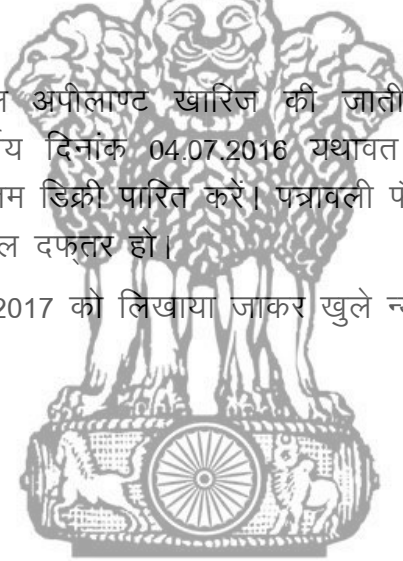 अपीलाण्ट खारिज की जाती
दिनांक 04.07.2016 यथावत
डिक्री पारित करें। पत्रावली
दफ्तर हो।
2017 को लिखाया जाकर खुले